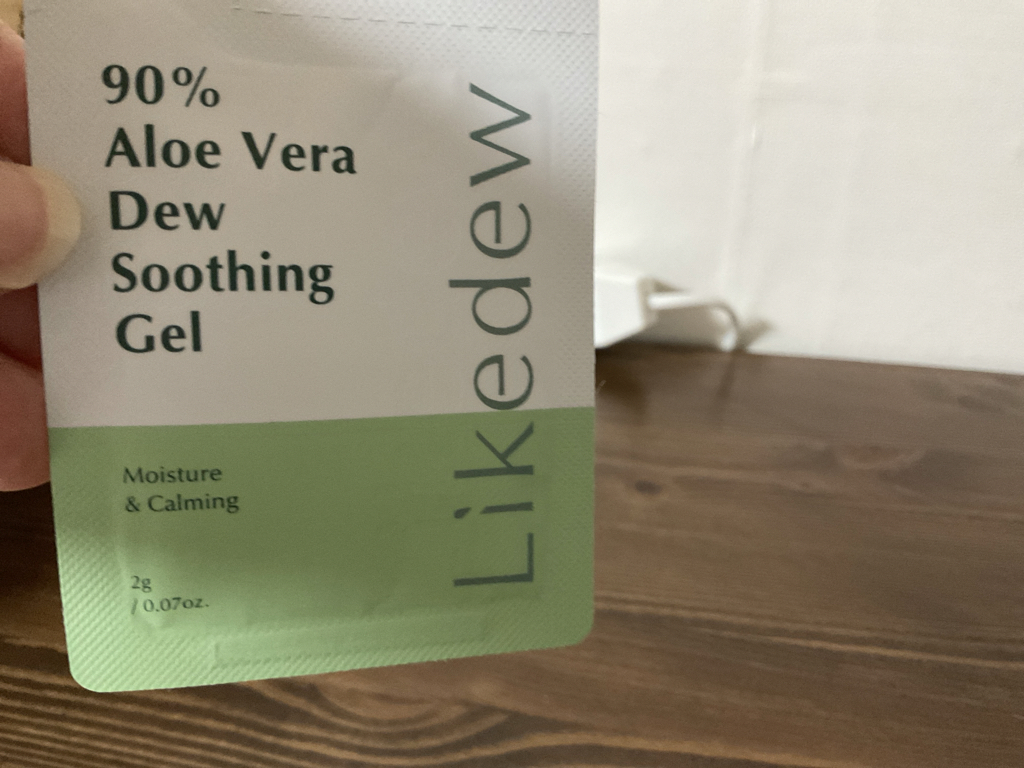 90%
Aloe Vera
Dew
Soothing
Gel
Likedew
Moisture
& Calming
2g
/ 0.07oz.